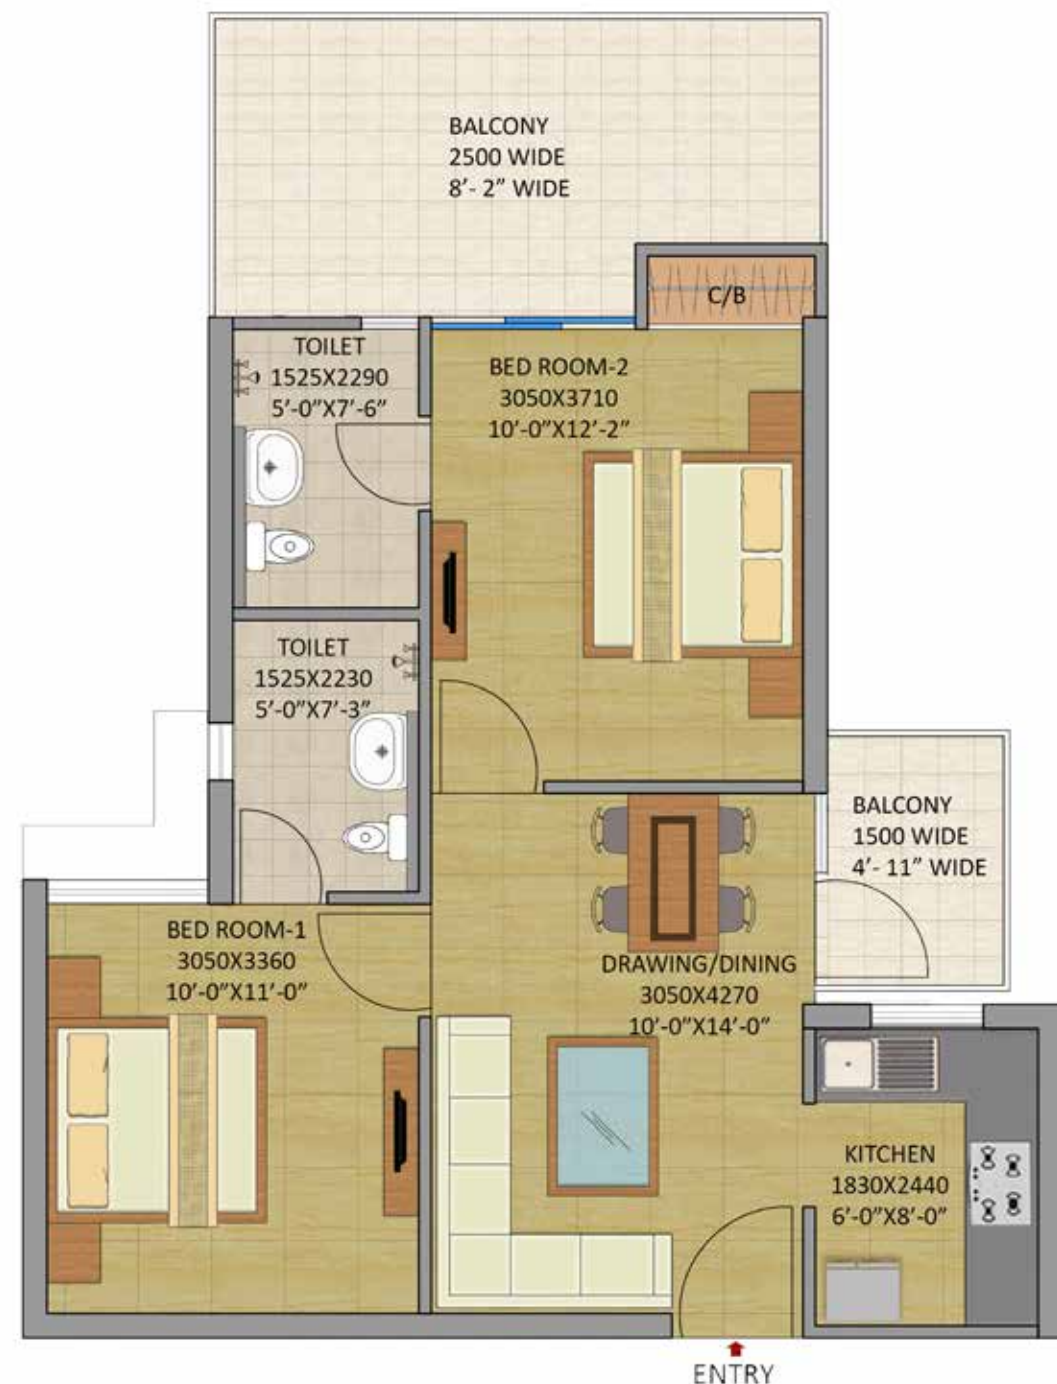 BALCONY
2500 WIDE
8'- 2" WIDE
C/B
TOILET
1525X2290
5'-0"X7'-6"
BED ROOM-2
3050X3710
10'-0"X12'-2"
TOILET
1525X2230
5'-0"X7'-3"
BALCONY
1500 WIDE
4'- 11" WIDE
BED ROOM-1
3050X3360
10'-0"X11'-0"
DRAWING/DINING
3050X4270
10'-0"X14'-0"
KITCHEN
1830X2440
6'-0"X8'-0"
ENTRY